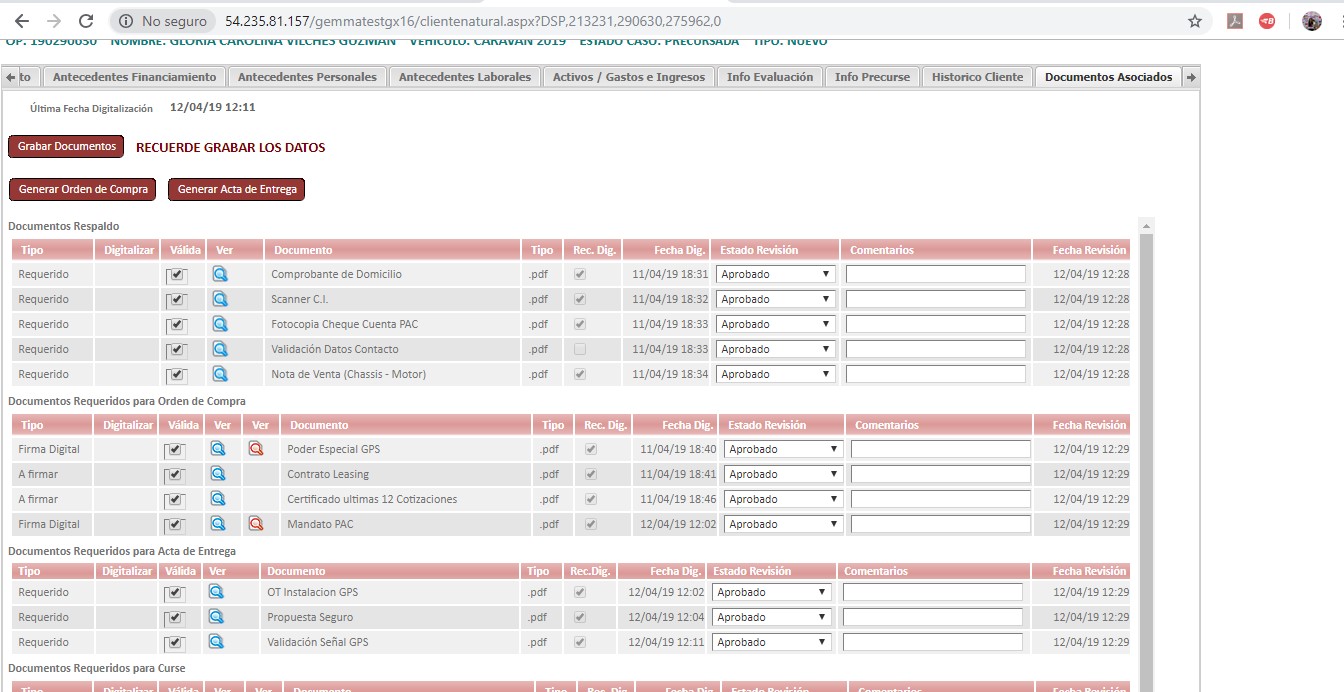 No seguro 54.235.81.157/gemmatestgx16/clientenatural.aspx?DSP,213231,290630,275962,0
OP: 190290630 NOMBRE: GLORIA CAROLINA VILCHES GUZMAN VEHICULO: CARAVAN 2019 ESTADO CASO: PRECURSADA TIPO: NUEVO
to Antecedentes Financiamiento Antecedentes Personales Antecedentes Laborales Activos / Gastos e Ingresos Info Evaluación Info Precurse Historico Cliente Documentos Asociados
Última Fecha Digitalización 12/04/19 12:11
Grabar Documentos RECUERDE GRABAR LOS DATOS
Generar Orden de Compra Generar Acta de Entrega
Documentos Respaldo
Tipo Digitalizar Válida Ver Documento Tipo Rec. Dig. Fecha Dig. Estado Revisión Comentarios Fecha Revisión
Requerido Comprobante de Domicilio .pdf 11/04/19 18:31 Aprobado 12/04/19 12:28
Requerido Scanner C.I. .pdf 11/04/19 18:32 Aprobado 12/04/19 12:28
Requerido Fotocopia Cheque Cuenta PAC .pdf 11/04/19 18:33 Aprobado 12/04/19 12:28
Requerido Validación Datos Contacto .pdf 11/04/19 18:33 Aprobado 12/04/19 12:28
Requerido Nota de Venta (Chassis - Motor) .pdf 11/04/19 18:34 Aprobado 12/04/19 12:28
Documentos Requeridos para Orden de Compra
Tipo Digitalizar Válida Ver Ver Documento Tipo Rec. Dig. Fecha Dig. Estado Revisión Comentarios Fecha Revisión
Firma Digital Poder Especial GPS .pdf 11/04/19 18:40 Aprobado 12/04/19 12:29
A firmar Contrato Leasing .pdf 11/04/19 18:41 Aprobado 12/04/19 12:29
A firmar Certificado ultimas 12 Cotizaciones .pdf 11/04/19 18:46 Aprobado 12/04/19 12:29
Firma Digital Mandato PAC .pdf 12/04/19 12:02 Aprobado 12/04/19 12:29
Documentos Requeridos para Acta de Entrega
Tipo Digitalizar Válida Ver Documento Tipo Rec.Dig. Fecha Dig. Estado Revisión Comentarios Fecha Revisión
Requerido OT Instalacion GPS .pdf 12/04/19 12:02 Aprobado 12/04/19 12:29
Requerido Propuesta Seguro .pdf 12/04/19 12:04 Aprobado 12/04/19 12:29
Requerido Validación Señal GPS .pdf 12/04/19 12:11 Aprobado 12/04/19 12:29
Documentos Requeridos para Curse
Tipo Digitalizar Válida Ver Ver Documento Tipo Rec. Dig. Fecha Dig. Estado Revisión Comentarios Fecha Revisión